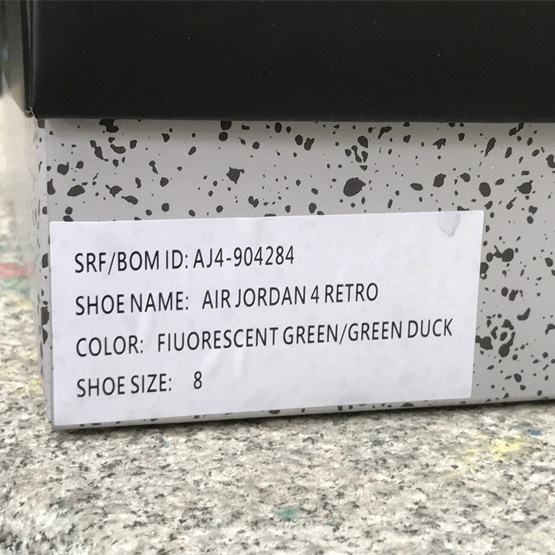 SRF/BOM ID: AJ4-904284
SHOE NAME: AIR JORDAN 4 RETRO
COLOR: FIUORESCENT GREEN/GREEN DUCK
SHOE SIZE: 8